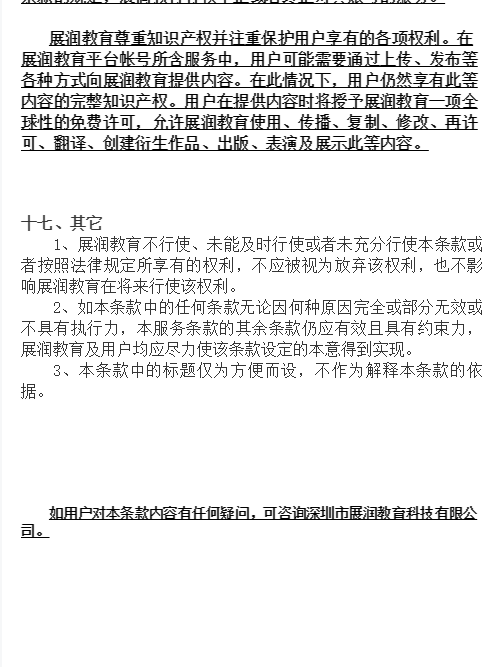 展润教育尊重知识产权并注重保护用户享有的各项权利。在
展润教育平台帐号所含服务中，用户可能需要通过上传、发布等
各种方式向展润教育提供内容。在此情况下，用户仍然享有此等
内容的完整知识产权。用户在提供内容时将授予展润教育一项全
球性的免费许可，允许展润教育使用、传播、复制、修改、再许
可、翻译、创建衍生作品、出版、表演及展示此等内容。
十七、其它
1、展润教育不行使、未能及时行使或者未充分行使本条款或
者按照法律规定所享有的权利，不应被视为放弃该权利，也不影
响展润教育在将来行使该权利。
2、如本条款中的任何条款无论因何种原因完全或部分无效或
不具有执行力，本服务条款的其余条款仍应有效且具有约束力，
展润教育及用户均应尽力使该条款设定的本意得到实现。
3、本条款中的标题仅为方便而设，不作为解释本条款的依
据。
如用户对本条款内容有任何疑问，可咨询深圳市展润教育科技有限公
司。